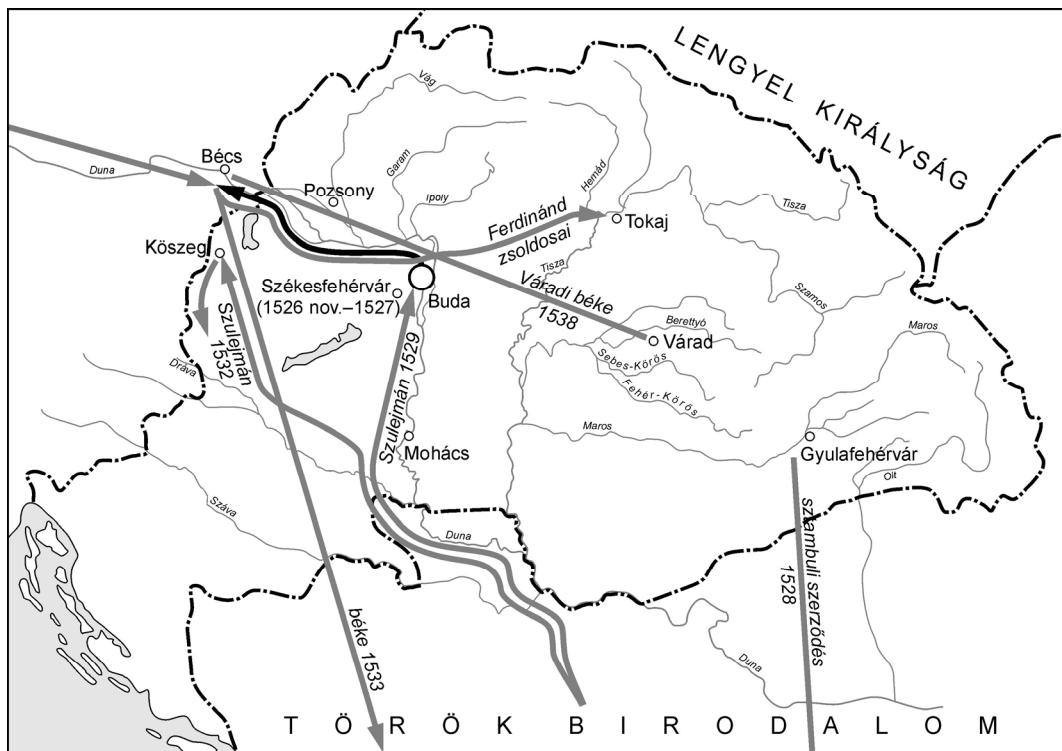 LENGYEL KIRÁLYSÁG
Vág
Bécs
Duna
Garam
Hernád
Pozsony
Ipoly
Tisza
Ferdinánd
zsoldosai
Tokaj
Kőszeg
Tisza
Székesfehérvár
(1526 nov.–1527)
Buda
Váradi béke
1538
Szamos
Szulejmán
1532
Berettyó
Várad
Maros
Sebes-Körös
Fehér-Körös
Dráva
Szulejmán 1529
Mohács
Maros
Gyulafehérvár
Olt
Száva
Duna
sztambuli szerződés
1528
béke 1533
Duna
TÖRÖK BIRODALOM